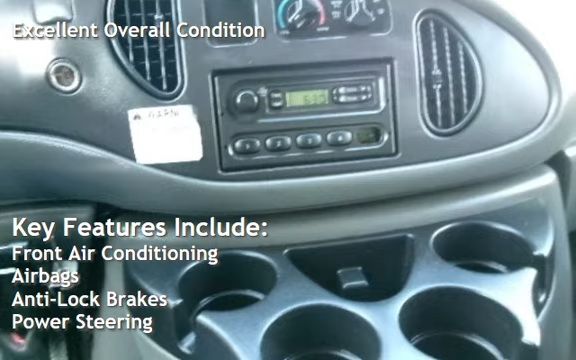 Excellent Overall Condition
Key Features Include:
Front Air Conditioning
Airbags
Anti-Lock Brakes
Power Steering